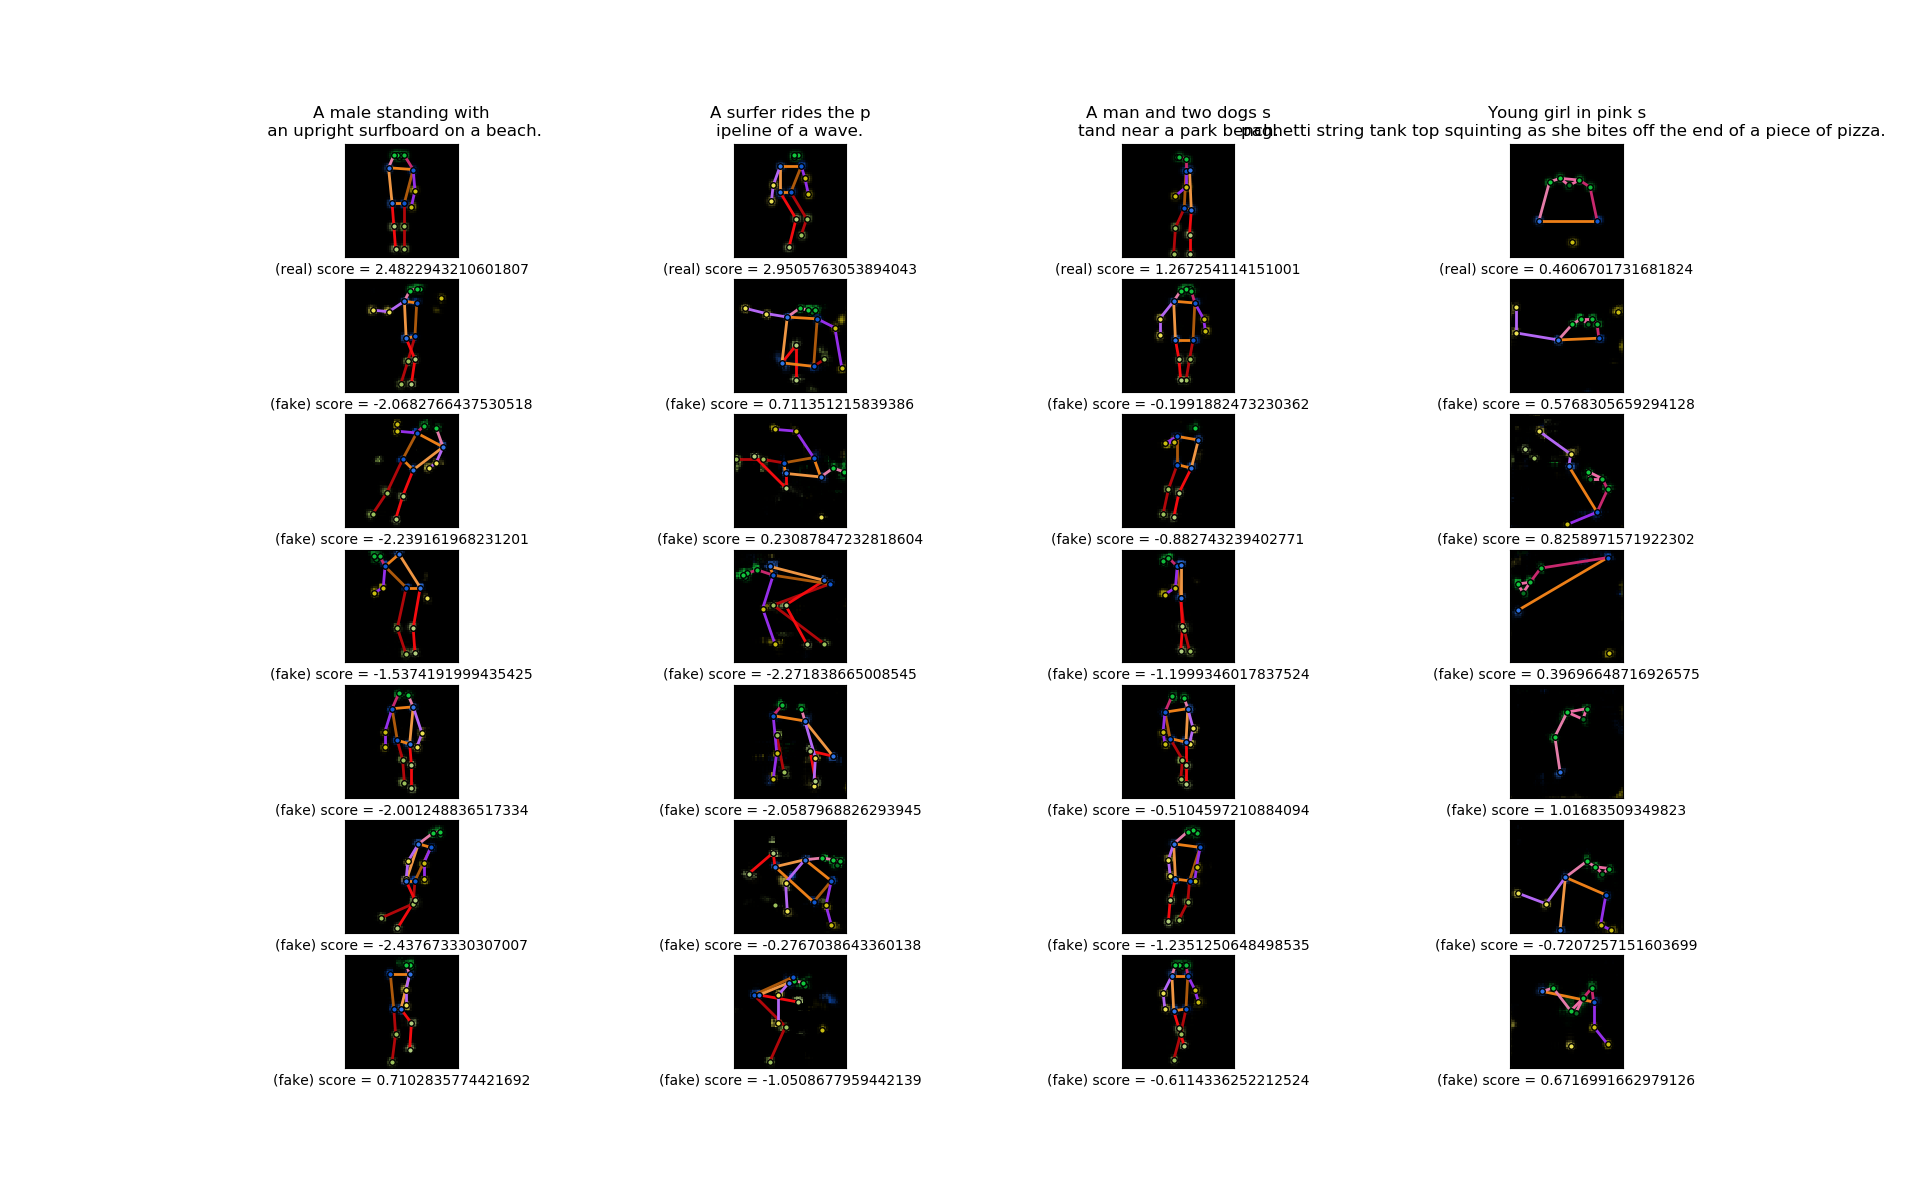 A male standing with
an upright surfboard on a beach.
A surfer rides the p
ipeline of a wave.
A man and two dogs s
tand near a park bench.
Young girl in pink s
paghetti string tank top squinting as she bites off the end of a piece of pizza.
(real) score = 2.4822943210601807
(real) score = 2.9505763053894043
(real) score = 1.267254114151001
(real) score = 0.4606701731681824
(fake) score = -2.0682766437530518
(fake) score = 0.711351215839386
(fake) score = -0.1991882473230362
(fake) score = 0.5768305659294128
(fake) score = -2.239161968231201
(fake) score = 0.23087847232818604
(fake) score = -0.882743239402771
(fake) score = 0.8258971571922302
(fake) score = -1.5374191999435425
(fake) score = -2.271838665008545
(fake) score = -1.1999346017837524
(fake) score = 0.39696648716926575
(fake) score = -2.001248836517334
(fake) score = -2.0587968826293945
(fake) score = -0.5104597210884094
(fake) score = 1.01683509349823
(fake) score = -2.437673330307007
(fake) score = -0.2767038643360138
(fake) score = -1.2351250648498535
(fake) score = -0.7207257151603699
(fake) score = 0.7102835774421692
(fake) score = -1.0508677959442139
(fake) score = -0.6114336252212524
(fake) score = 0.6716991662979126